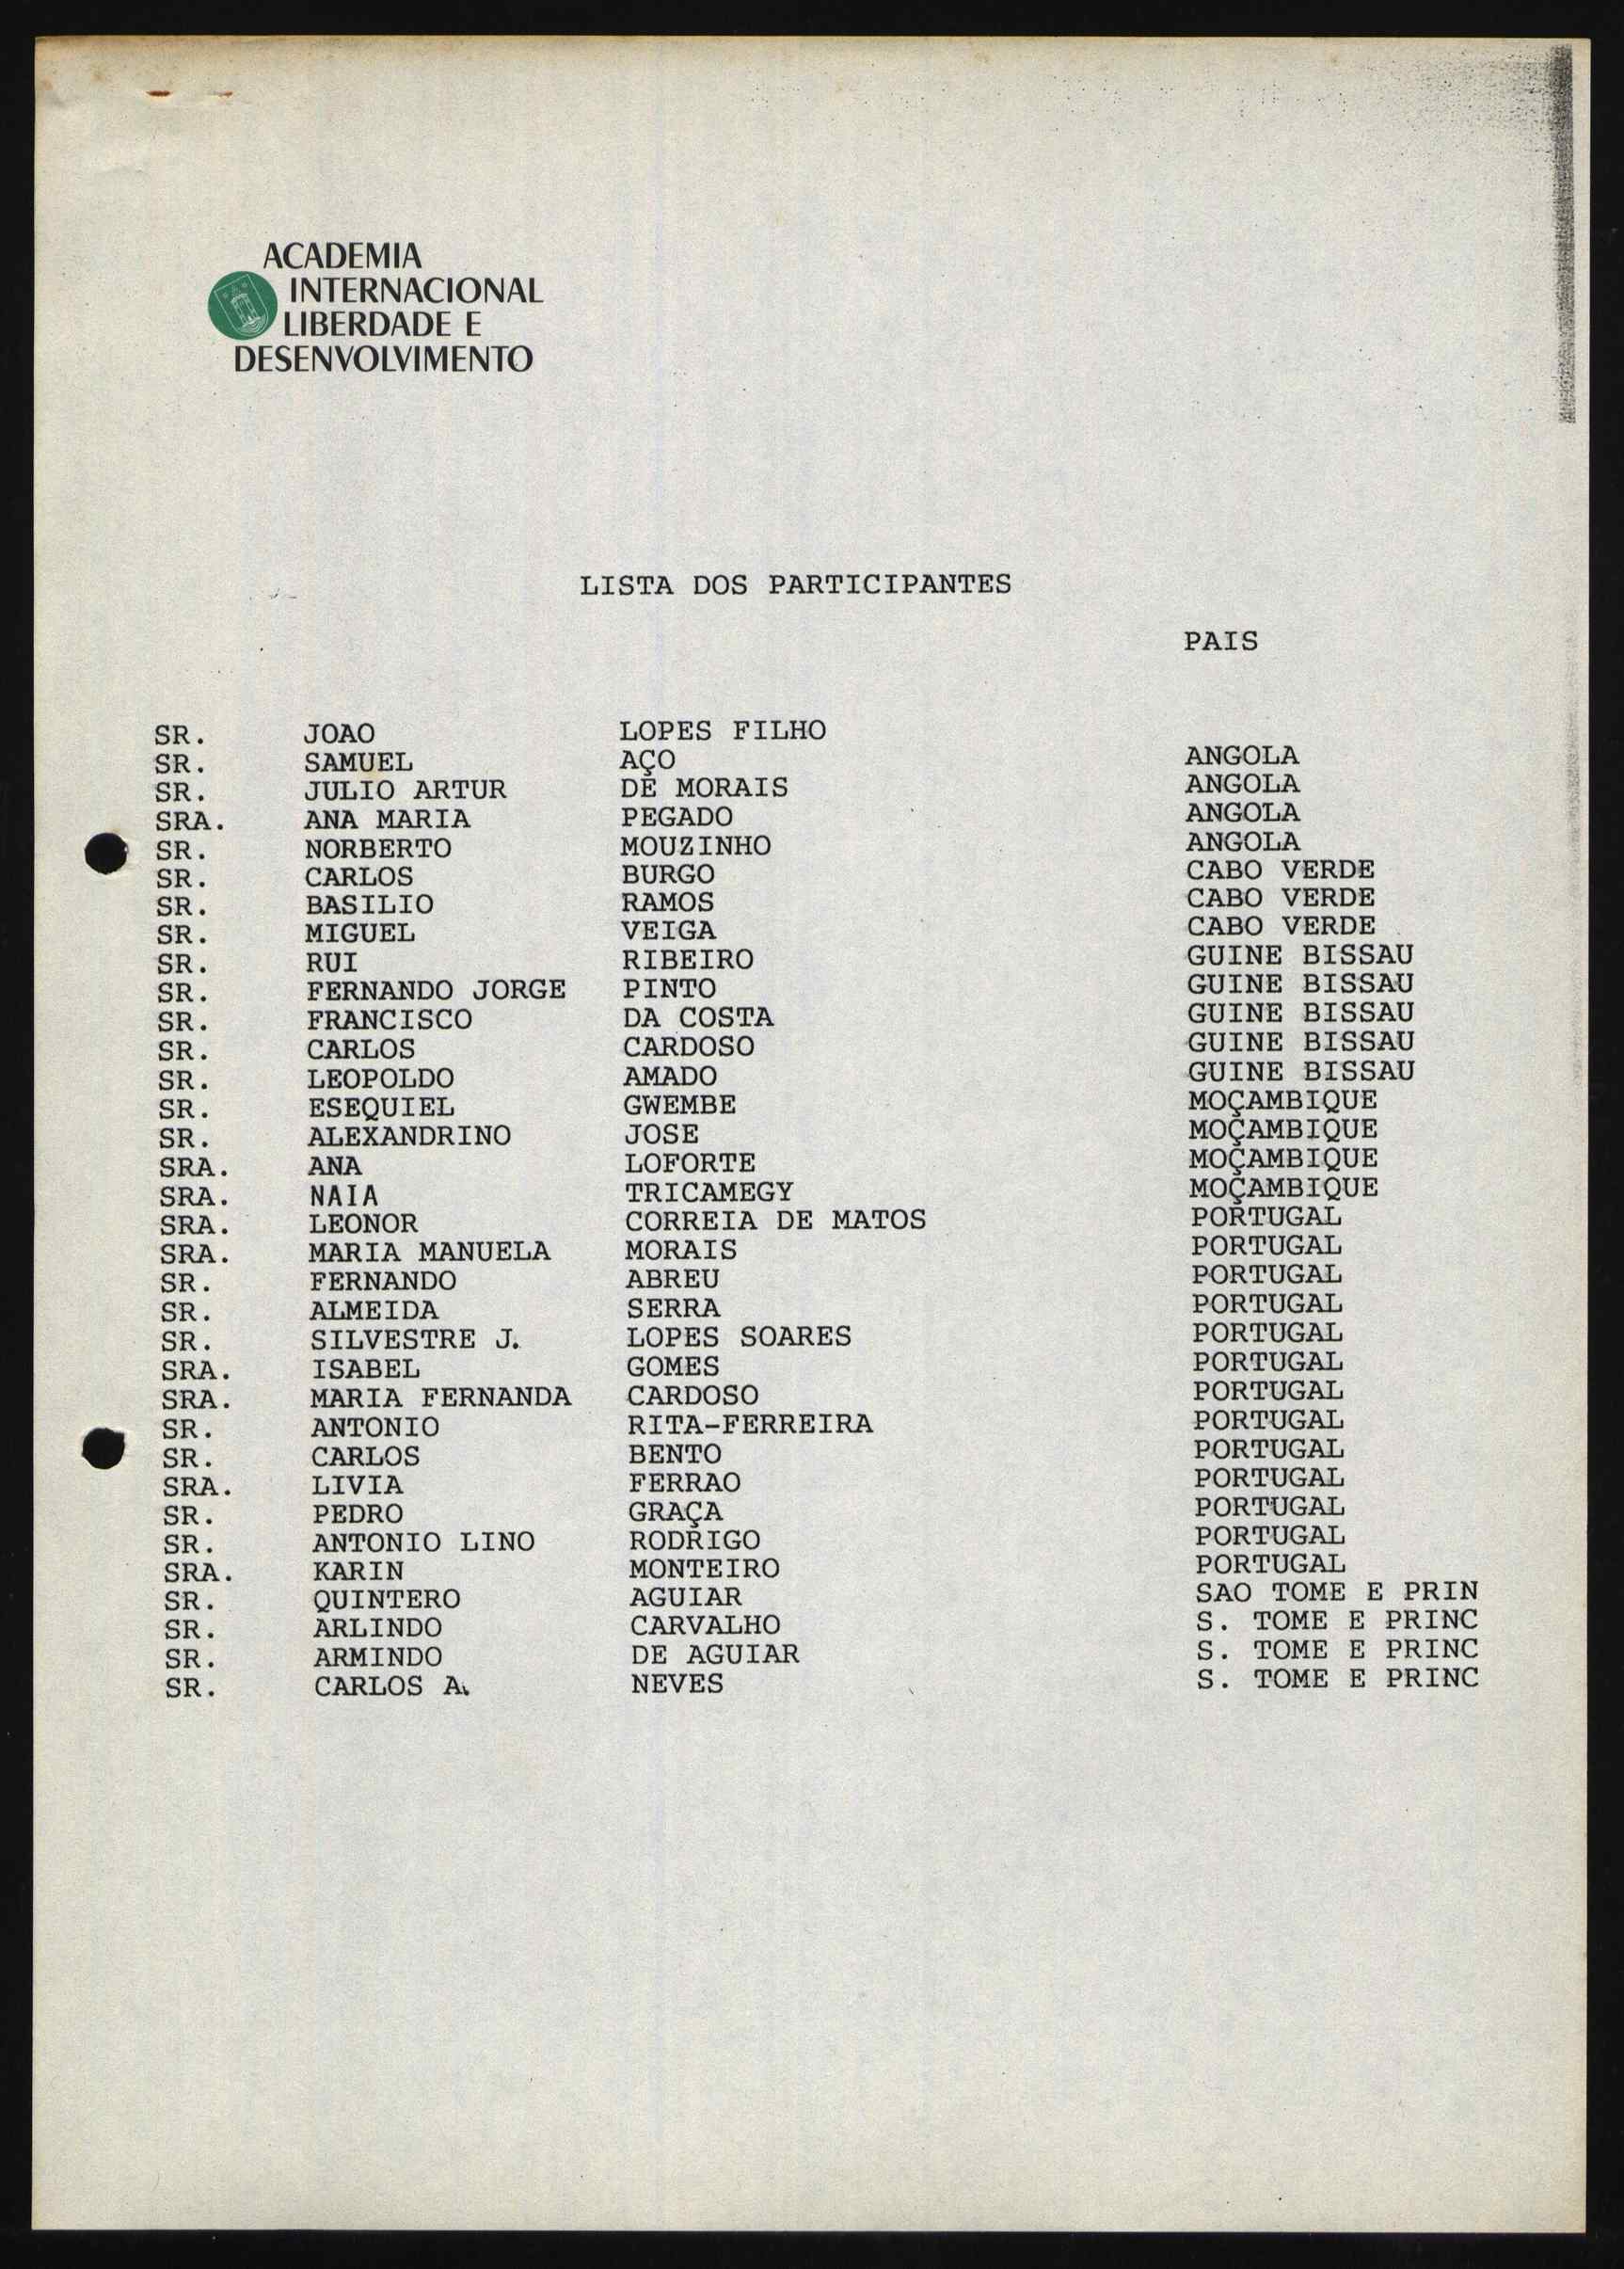 ACADEMIA
INTERNACIONAL
LIBERDADE E
DESENVOLVIMENTO
LISTA DOS PARTICIPANTES
PAIS
SR. JOAO LOPES FILHO
SR. SAMUEL AÇO ANGOLA
SR. JULIO ARTUR DE MORAIS ANGOLA
SRA. ANA MARIA PEGADO ANGOLA
SR. NORBERTO MOUZINHO ANGOLA
SR. CARLOS BURGO CABO VERDE
SR. BASILIO RAMOS CABO VERDE
SR. MIGUEL VEIGA CABO VERDE
SR. RUI RIBEIRO GUINE BISSAU
SR. FERNANDO JORGE PINTO GUINE BISSAU
SR. FRANCISCO DA COSTA GUINE BISSAU
SR. CARLOS CARDOSO GUINE BISSAU
SR. LEOPOLDO AMADO GUINE BISSAU
SR. ESEQUIEL GWEMBE MOÇAMBIQUE
SR. ALEXANDRINO JOSE MOÇAMBIQUE
SRA. ANA LOFORTE MOÇAMBIQUE
SRA. NAIA TRICAMEGY MOÇAMBIQUE
SRA. LEONOR CORREIA DE MATOS PORTUGAL
SRA. MARIA MANUELA MORAIS PORTUGAL
SR. FERNANDO ABREU PORTUGAL
SR. ALMEIDA SERRA PORTUGAL
SR. SILVESTRE J. LOPES SOARES PORTUGAL
SRA. ISABEL GOMES PORTUGAL
SRA. MARIA FERNANDA CARDOSO PORTUGAL
SR. ANTONIO RITA-FERREIRA PORTUGAL
SR. CARLOS BENTO PORTUGAL
SRA. LIVIA FERRAO PORTUGAL
SR. PEDRO GRAÇA PORTUGAL
SR. ANTONIO LINO RODRIGO PORTUGAL
SRA. KARIN MONTEIRO PORTUGAL
SR. QUINTERO AGUIAR SAO TOME E PRIN
SR. ARLINDO CARVALHO S. TOME E PRINC
SR. ARMINDO DE AGUIAR S. TOME E PRINC
SR. CARLOS A. NEVES S. TOME E PRINC